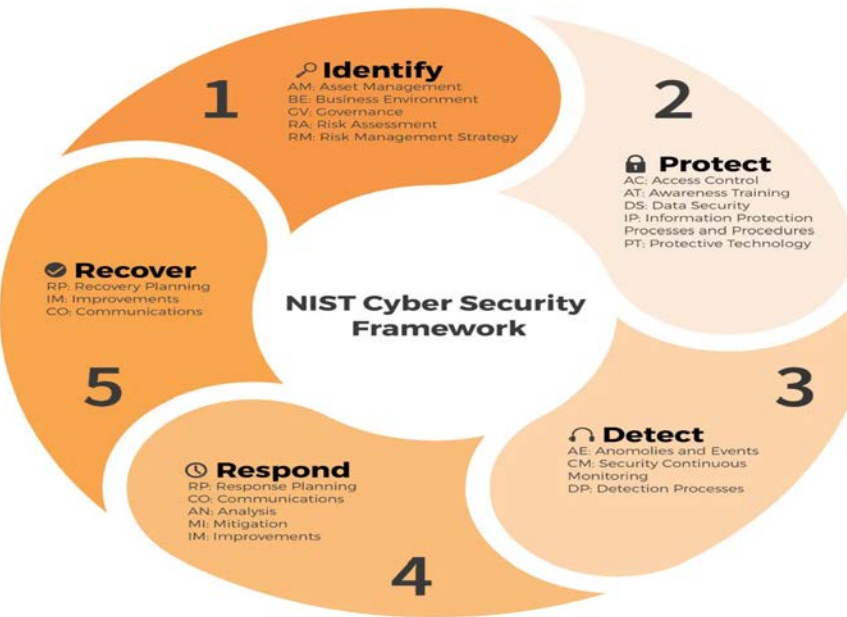 1
Identify
AM: Asset Management
BE: Business Environment
GV: Governance
RA: Risk Assessment
RM: Risk Management Strategy
2
Protect
AC: Access Control
AT: Awareness Training
DS: Data Security
IP: Information Protection
Processes and Procedures
PT: Protective Technology
NIST Cyber Security
Framework
3
Detect
AE: Anomolies and Events
CM: Security Continuous
Monitoring
DP: Detection Processes
4
Respond
RP: Response Planning
CO: Communications
AN: Analysis
MI: Mitigation
IM: Improvements
5
Recover
RP: Recovery Planning
IM: Improvements
CO: Communications